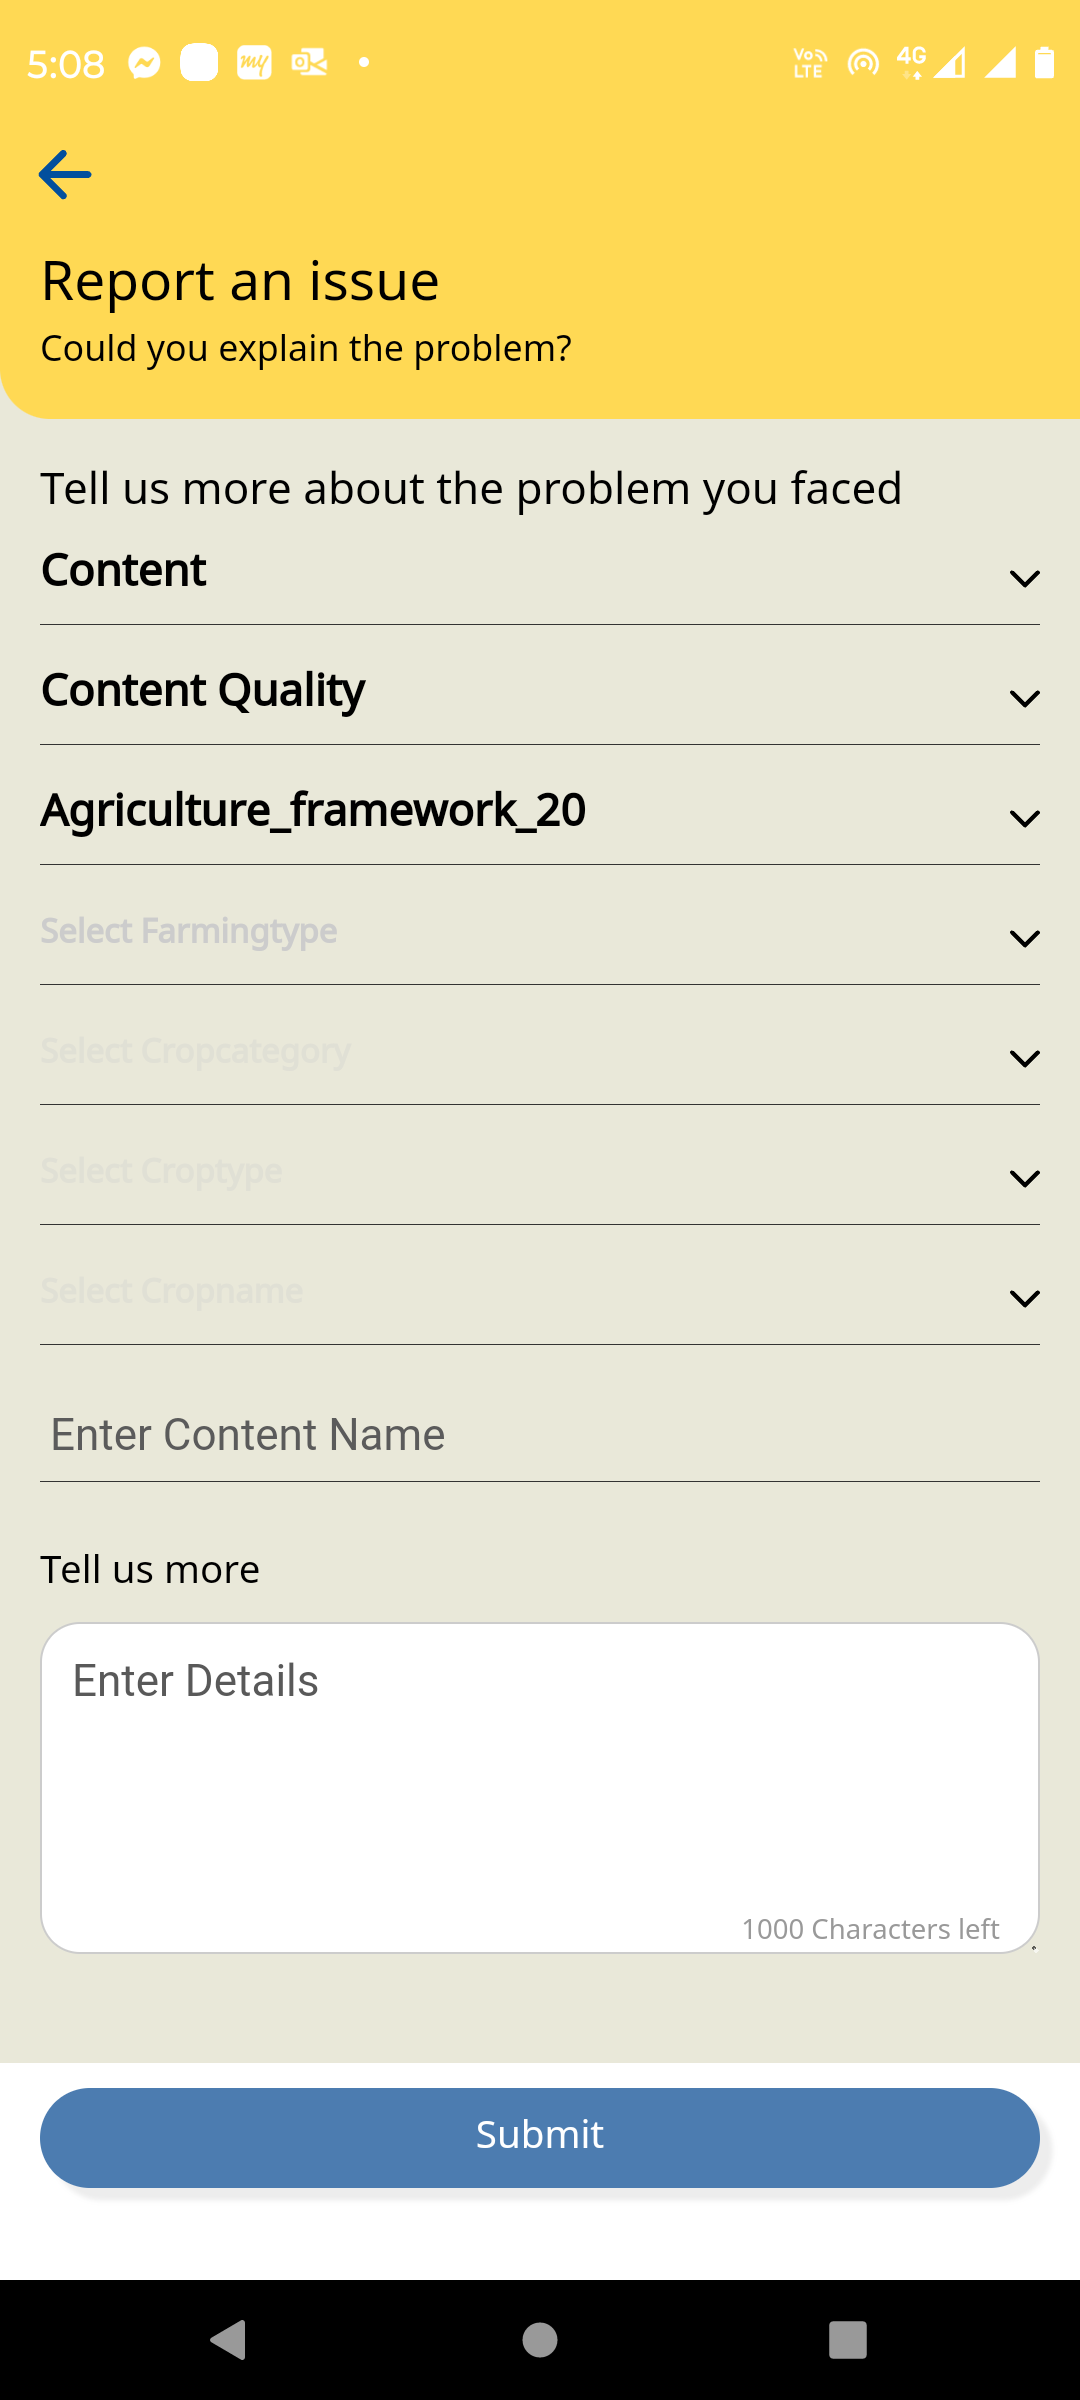 5:08
my
Vo LTE 4G
Report an issue
Could you explain the problem?
Tell us more about the problem you faced
Content
Content Quality
Agriculture_framework_20
Select Farmingtype
Select Cropcategory
Select Croptype
Select Cropname
Enter Content Name
Tell us more
Enter Details
1000 Characters left
Submit